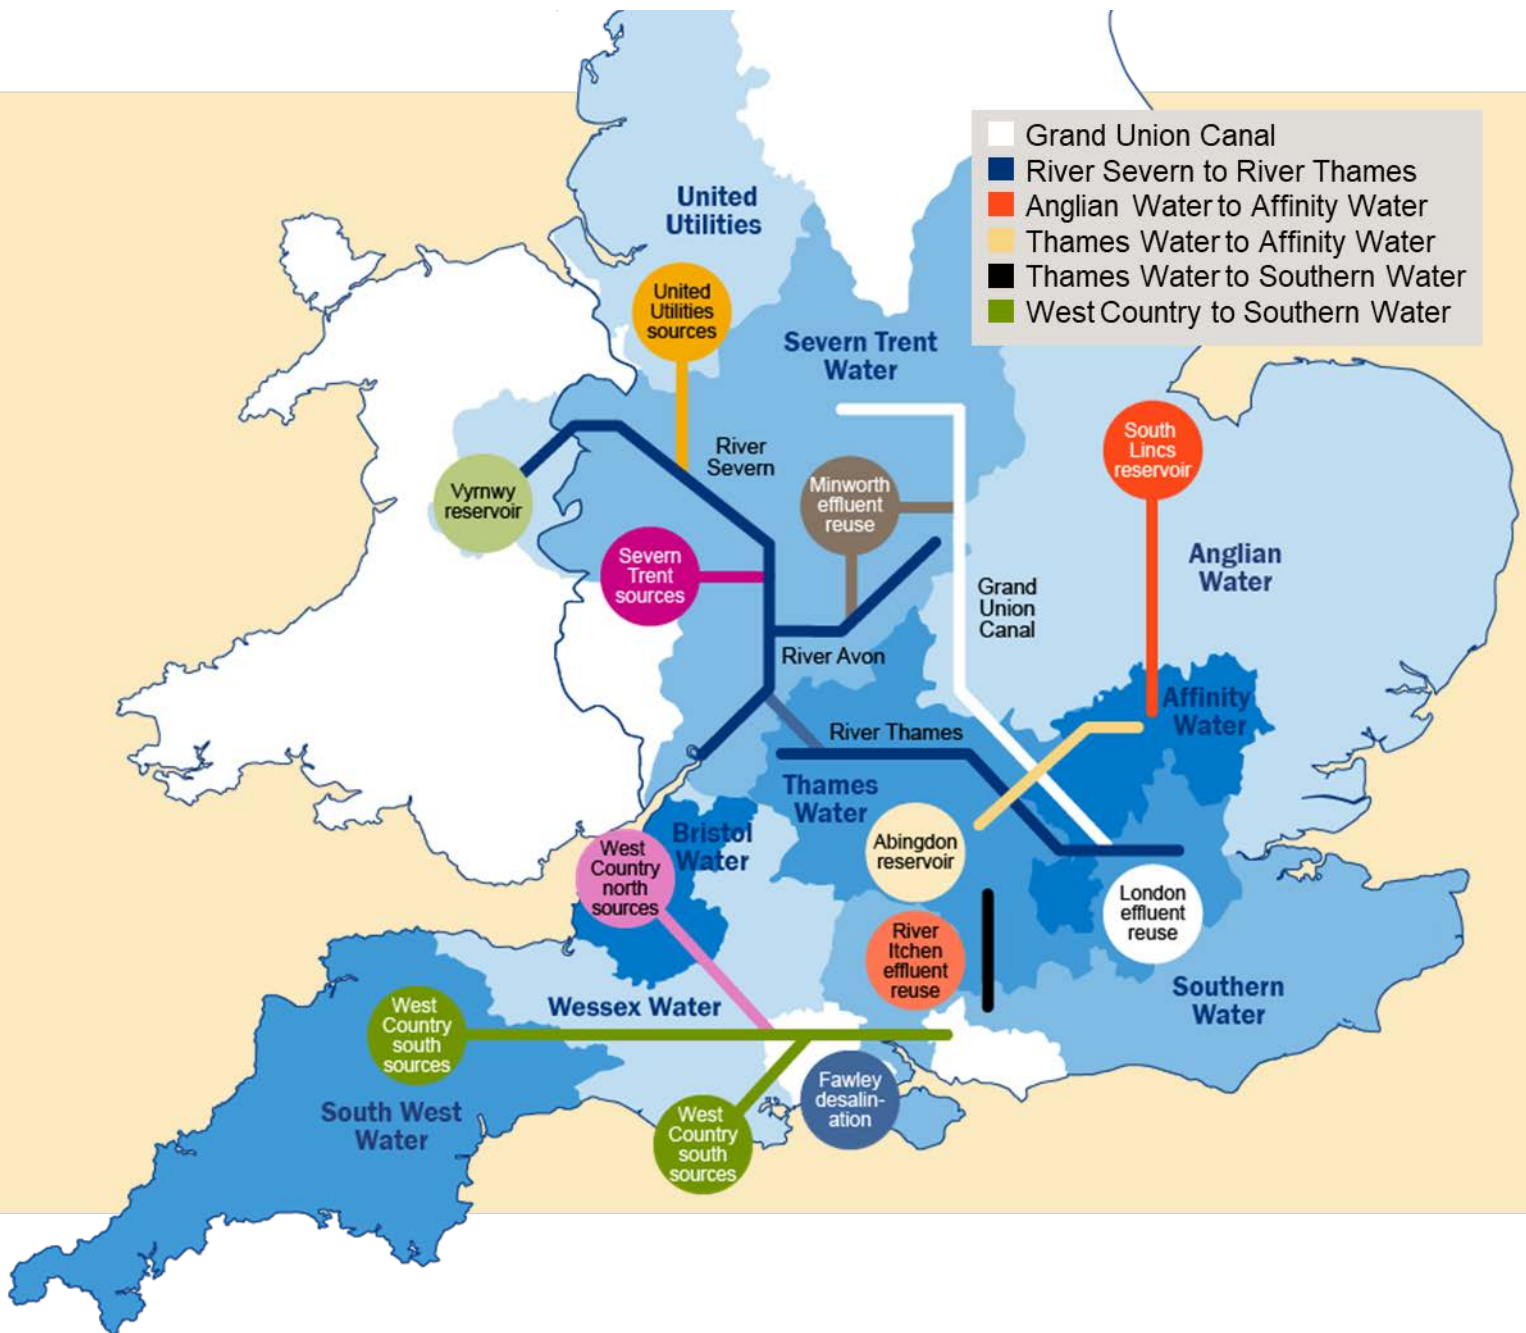 Grand Union Canal
River Severn to River Thames
Anglian Water to Affinity Water
Thames Water to Affinity Water
Thames Water to Southern Water
West Country to Southern Water
United
Utilities
United
Utilities
sources
Severn Trent
Water
River
Severn
South
Lincs
reservoir
Vyrnwy
reservoir
Minworth
effluent
reuse
Severn
Trent
sources
Anglian
Water
Grand
Union
Canal
River Avon
Affinity
Water
River Thames
Thames
Water
Bristol
Water
West
Country
north
sources
Abingdon
reservoir
London
effluent
reuse
River
Itchen
effluent
reuse
Wessex Water
Southern
Water
West
Country
south
sources
South West
Water
Fawley
desalin-
ation
West
Country
south
sources